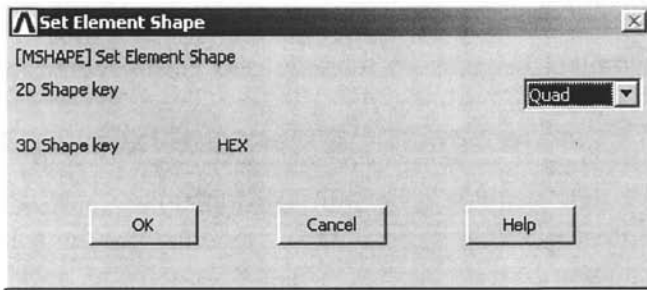 Set Element Shape
[MSHAPE] Set Element Shape
2D Shape key Quad
3D Shape key HEX
OK Cancel Help